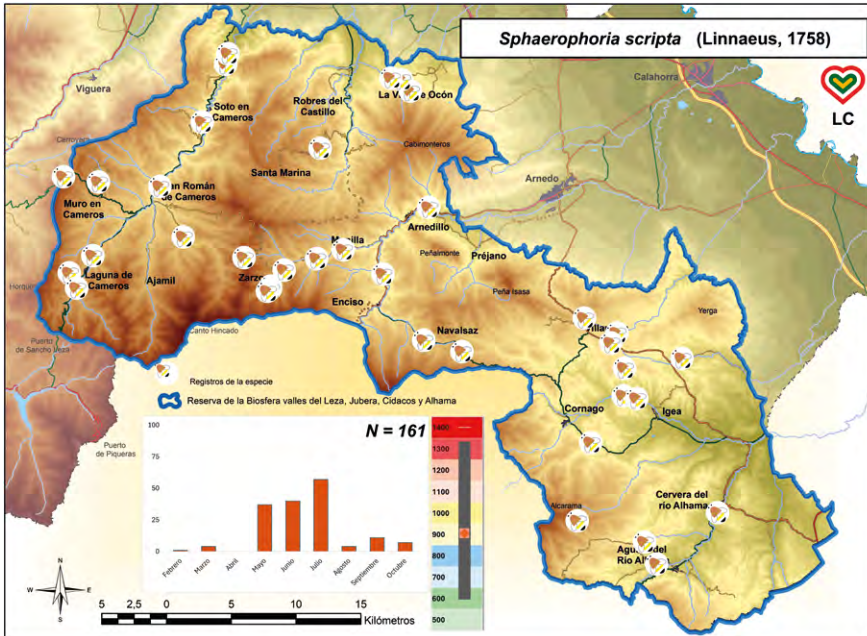 Sphaerophoria scripta (Linnaeus, 1758)
LC
Viguera
Calahorra
Soto en
Cameros
Robres del
Castillo
Ocón
Cabimonteros
Santa Marina
Arnedo
Román
de Cameros
Muro en
Cameros
Arnedillo
Préjano
Peñalmonte
Peña Isasa
Laguna de
Cameros
Ajamil
Enciso
Navalsaz
Yerga
Canto Hincado
Puerto
de Sancho
Registros de la especie
Reserva de la Biosfera valles del Leza, Jubera, Cidacos y Alhama
Puerto
de Piqueras
Cornago
Igea
Alcarama
Cervera del
río Alhama
del
Río
N = 161
100
75
50
25
0
Febrero
Marzo
Abril
Mayo
Junio
Julio
Agosto
Septiembre
Octubre
1400
1300
1200
1100
1000
900
800
700
600
500
N
W
E
S
5 2,5 0 5 10 15
Kilómetros